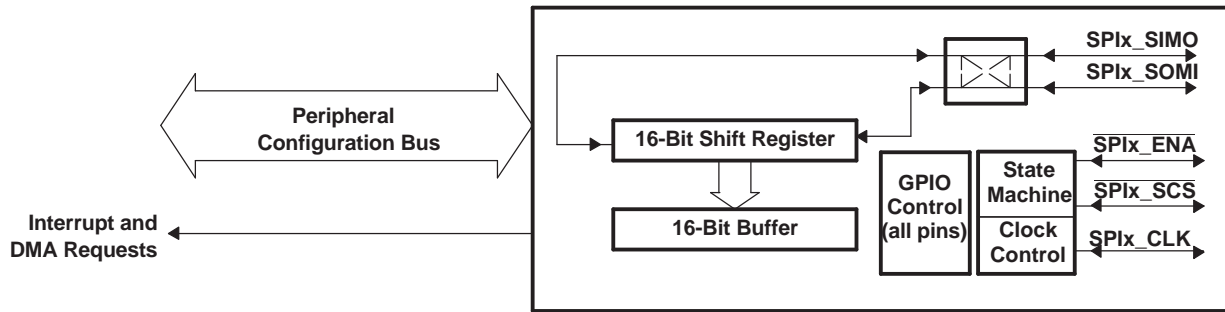 SPIx_SIMO
SPIx_SOMI
Peripheral
Configuration Bus
16-Bit Shift Register
SPIx_ENA
GPIO
Control
(all pins)
State
Machine
SPIx_SCS
Interrupt and
DMA Requests
16-Bit Buffer
Clock
Control
SPIx_CLK